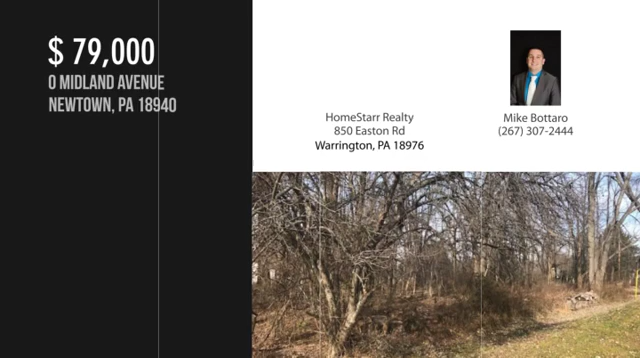 $ 79,000
0 MIDLAND AVENUE
NEWTOWN, PA 18940
HomeStarr Realty
850 Easton Rd
Warrington, PA 18976
Mike Bottaro
(267) 307-2444